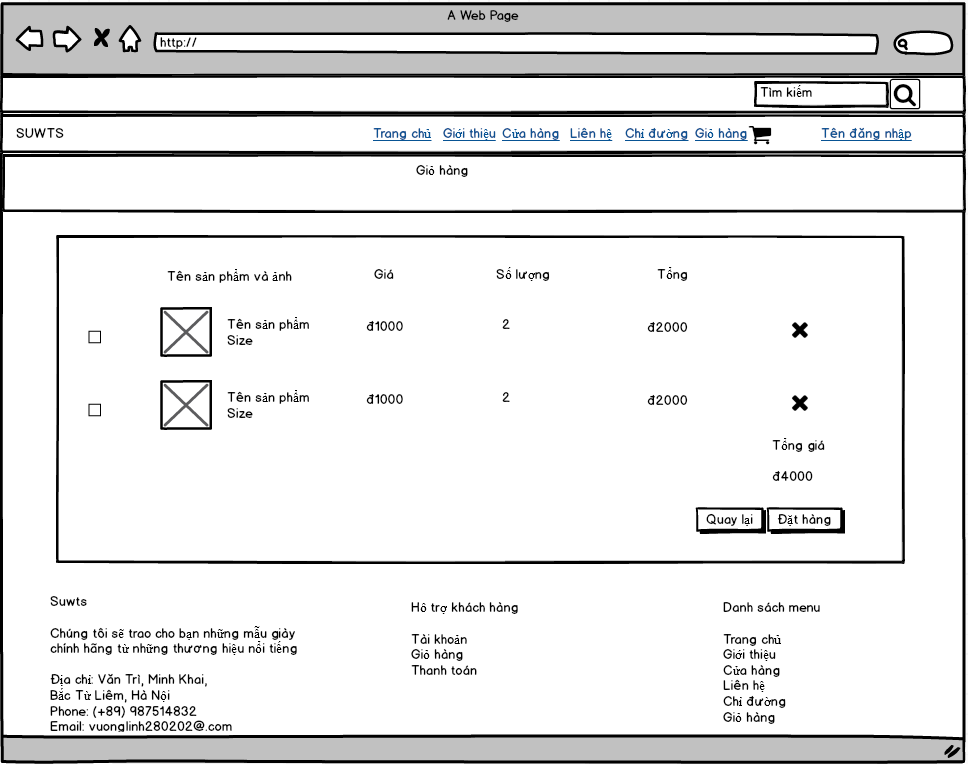 A Web Page
http://
Tìm kiếm
SUWTS
Trang chủ Giới thiệu Cửa hàng Liên hệ Chỉ đường Giỏ hàng Tên đăng nhập
Giỏ hàng
Tên sản phẩm và ảnh Giá Số lượng Tổng
Tên sản phẩm
Size
đ1000 2 đ2000
Tên sản phẩm
Size
đ1000 2 đ2000
Tổng giá
đ4000
Quay lại Đặt hàng
Suwts
Chúng tôi sẽ trao cho bạn những mẫu giày
chính hãng từ những thương hiệu nổi tiếng
Địa chỉ: Văn Trì, Minh Khai,
Bắc Từ Liêm, Hà Nội
Phone: (+89) 987514832
Email: vuonglinh280202@.com
Hỗ trợ khách hàng
Tài khoản
Giỏ hàng
Thanh toán
Danh sách menu
Trang chủ
Giới thiệu
Cửa hàng
Liên hệ
Chỉ đường
Giỏ hàng